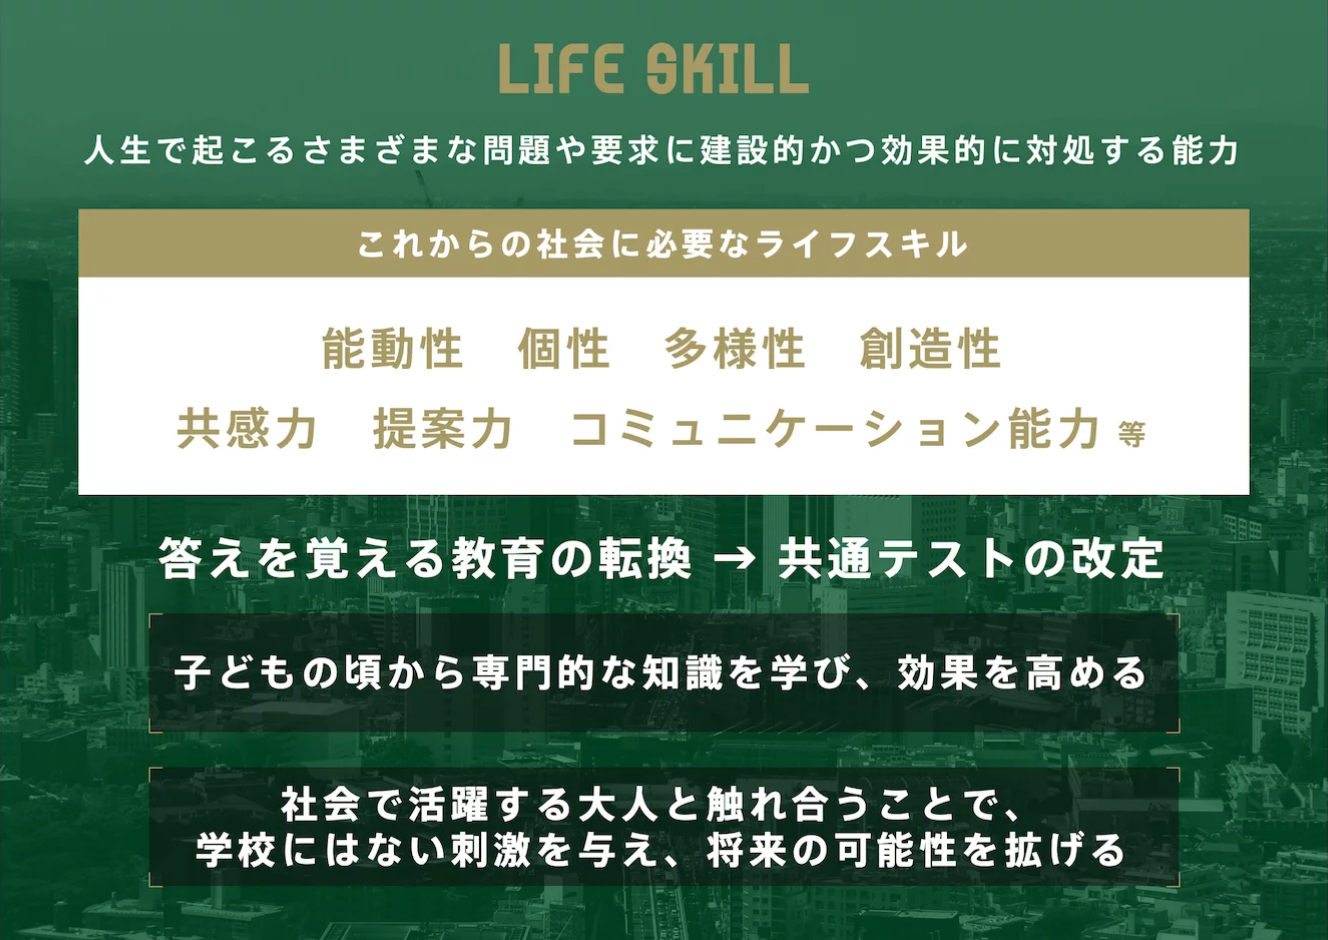 LIFE SKILL
人生で起こるさまざまな問題や要求に建設的かつ効果的に対処する能力
これからの社会に必要なライフスキル
能動性 個性 多様性 創造性
共感力 提案力 コミュニケーション能力 等
答えを覚える教育の転換 → 共通テストの改定
子どもの頃から専門的な知識を学び、効果を高める
社会で活躍する大人と触れ合うことで、
学校にはない刺激を与え、将来の可能性を拡げる